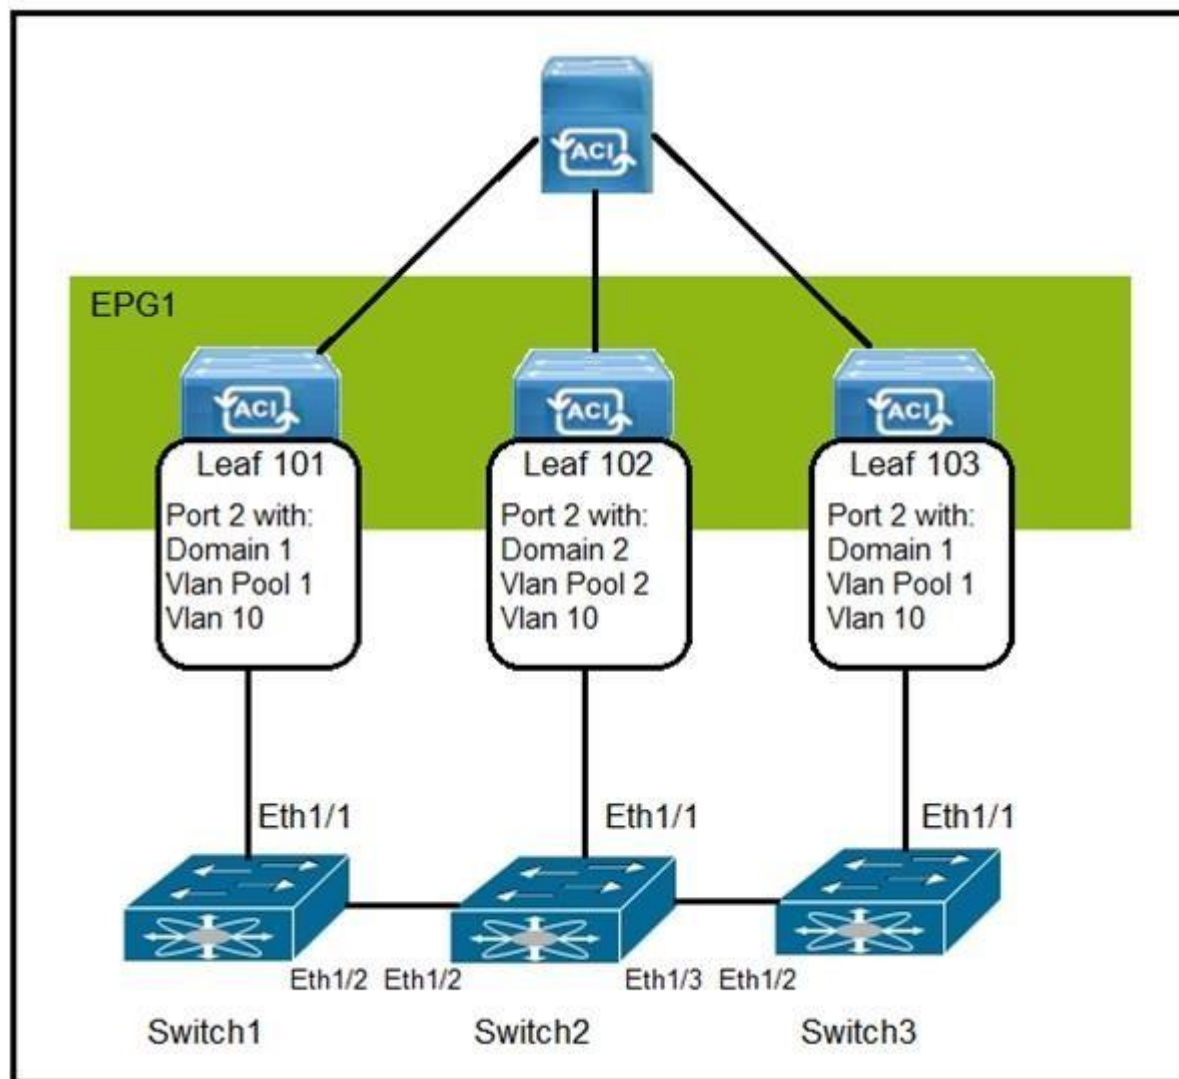 ACI
EPG1
ACI
ACI
ACI
Leaf 101
Port 2 with:
Domain 1
Vlan Pool 1
Vlan 10
Leaf 102
Port 2 with:
Domain 2
Vlan Pool 2
Vlan 10
Leaf 103
Port 2 with:
Domain 1
Vlan Pool 1
Vlan 10
Eth1/1
Eth1/1
Eth1/1
Eth1/2
Eth1/2
Eth1/3
Eth1/2
Switch1
Switch2
Switch3